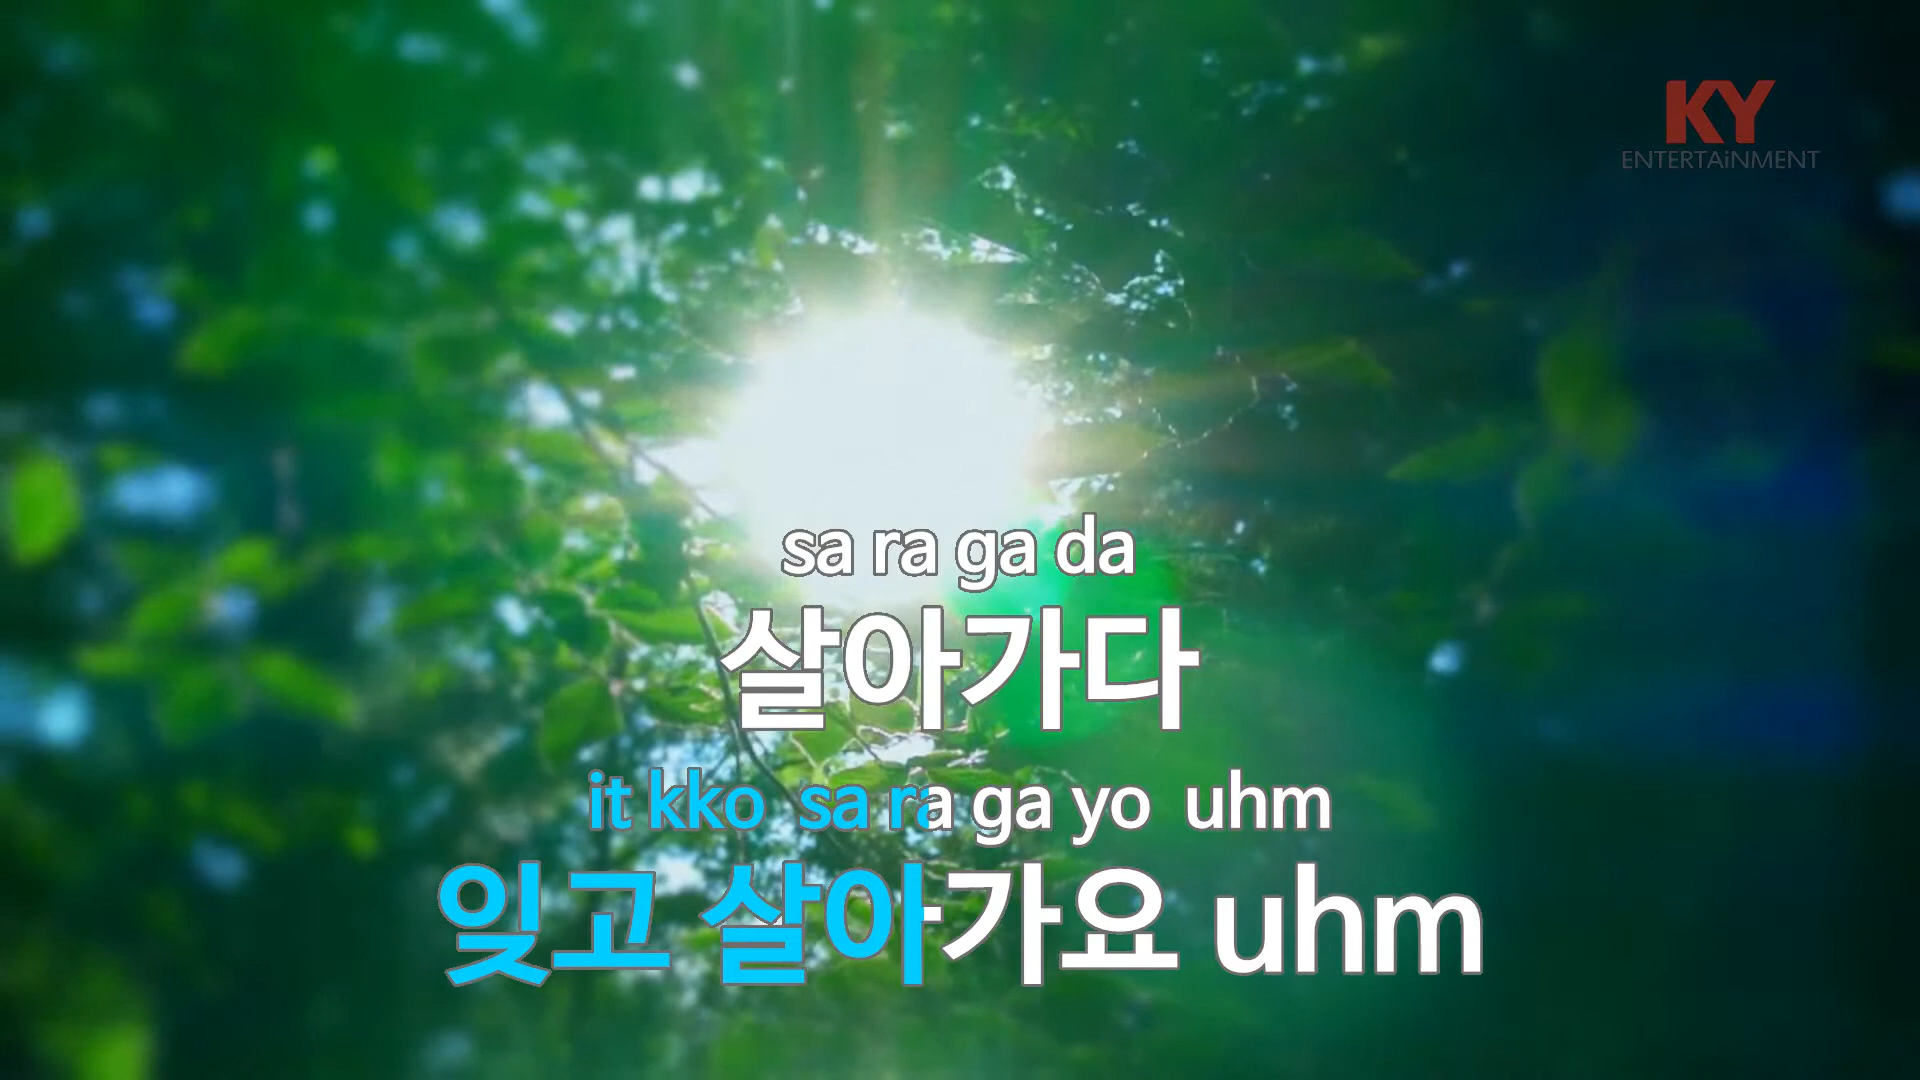 KY
ENTERTAiNMENT
sa ra ga da
살아가다
it kko sa ra ga yo uhm
잊고 살아가요 uhm